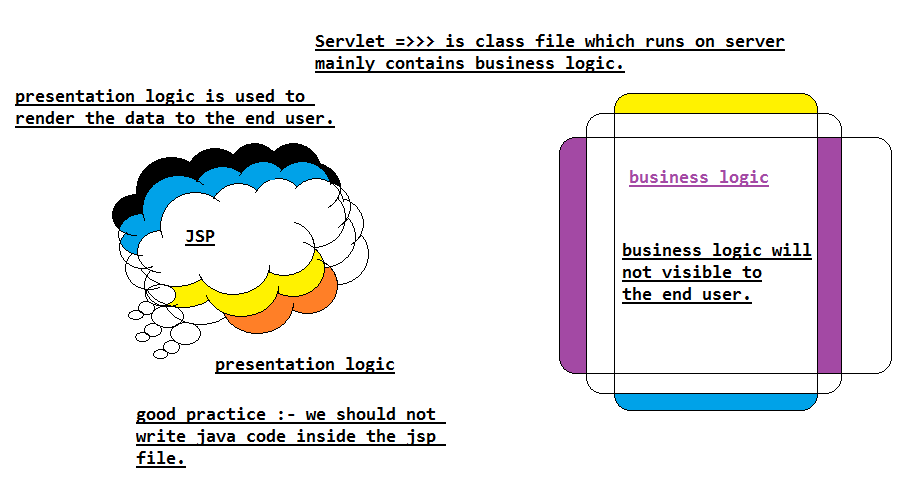 Servlet =>>> is class file which runs on server
mainly contains business logic.
presentation logic is used to
render the data to the end user.
JSP
presentation logic
good practice :- we should not
write java code inside the jsp
file.
business logic
business logic will
not visible to
the end user.